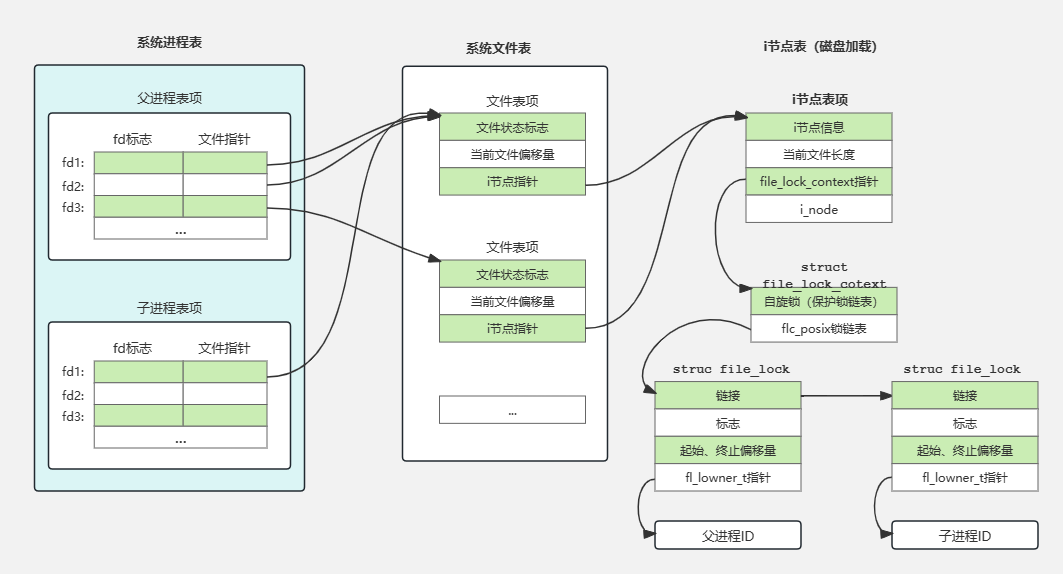 系统进程表
父进程表项
fd标志 文件指针
fd1:
fd2:
fd3:
...
子进程表项
fd标志 文件指针
fd1:
fd2:
fd3:
...
系统文件表
文件表项
文件状态标志
当前文件偏移量
i节点指针
文件表项
文件状态标志
当前文件偏移量
i节点指针
...
i节点表（磁盘加载）
i节点表项
i节点信息
当前文件长度
file_lock_context指针
i_node
struct
file_lock_cotext
自旋锁（保护锁链表）
flc_posix锁链表
struc file_lock
链接
标志
起始、终止偏移量
fl_lowner_t指针
父进程ID
struc file_lock
链接
标志
起始、终止偏移量
fl_lowner_t指针
子进程ID